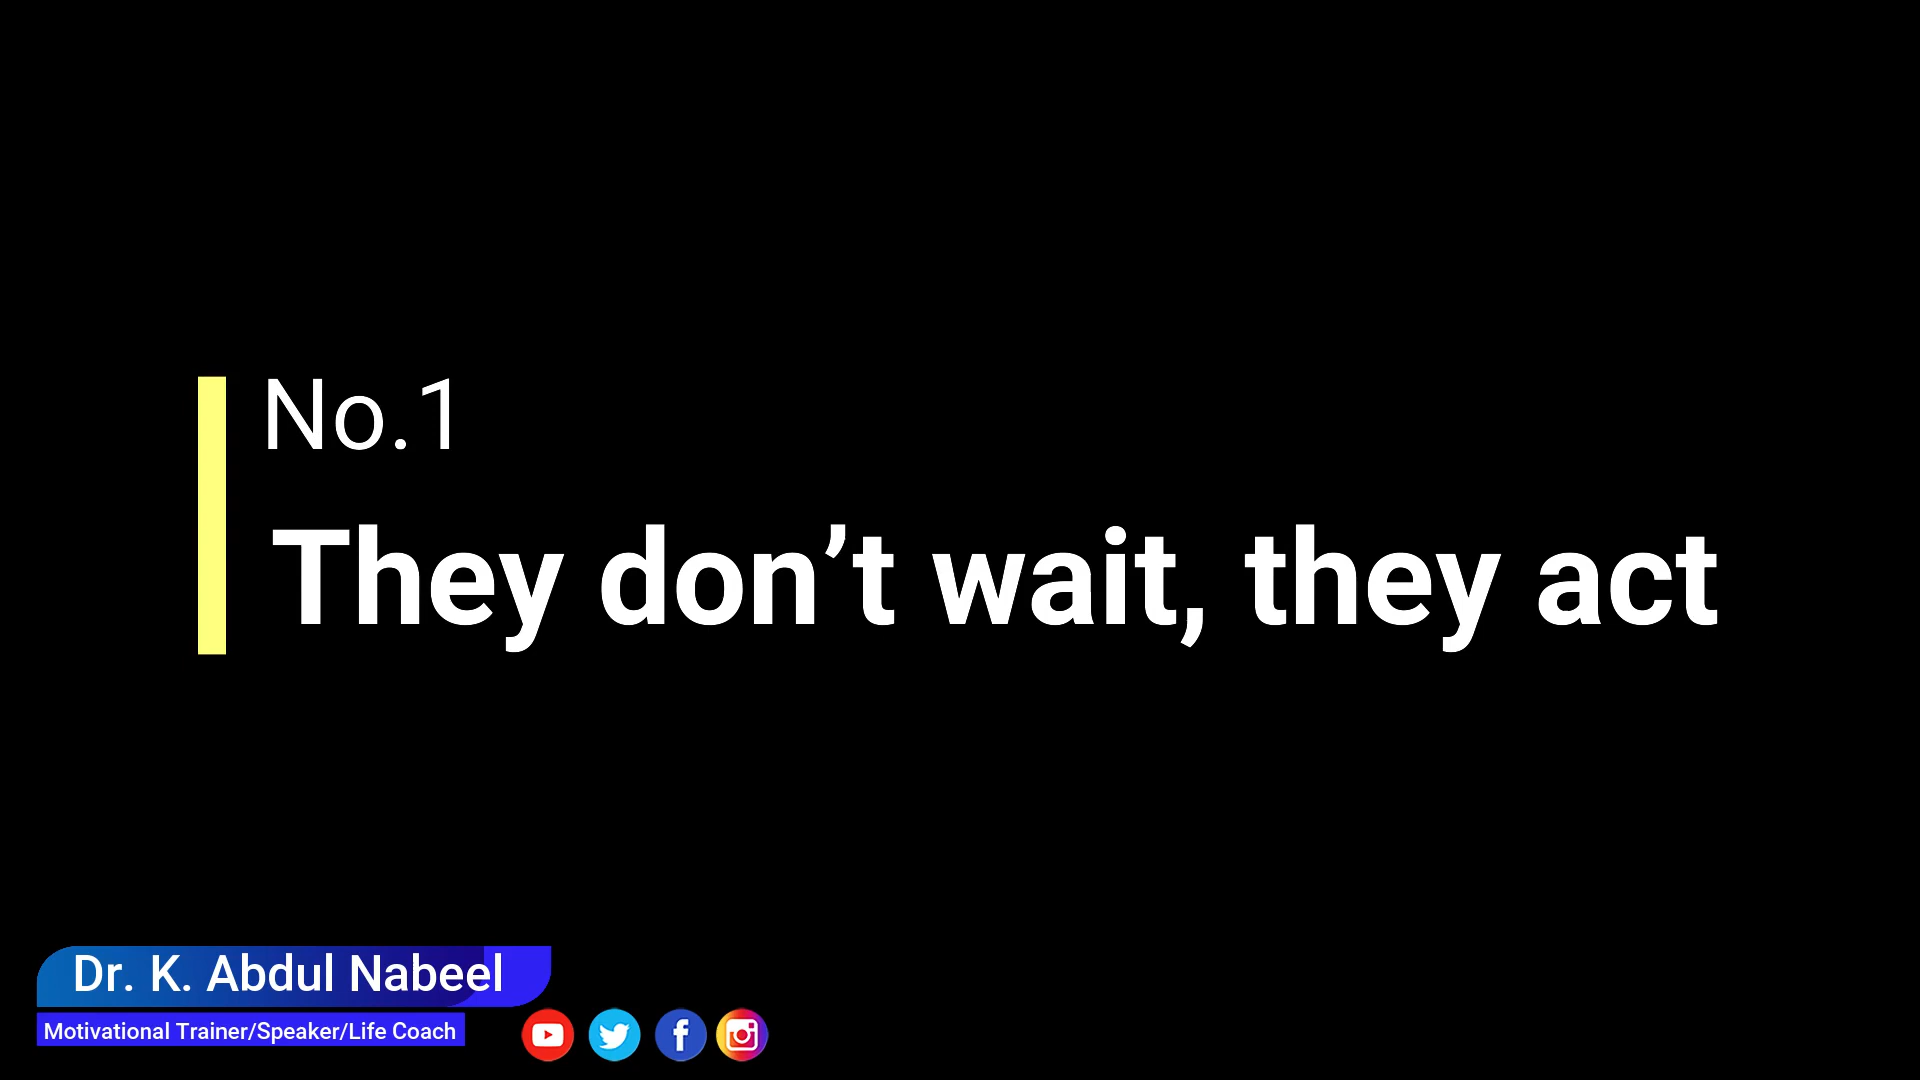 No.1
They don’t wait, they act
Dr. K. Abdul Nabeel
Motivational Trainer/Speaker/Life Coach